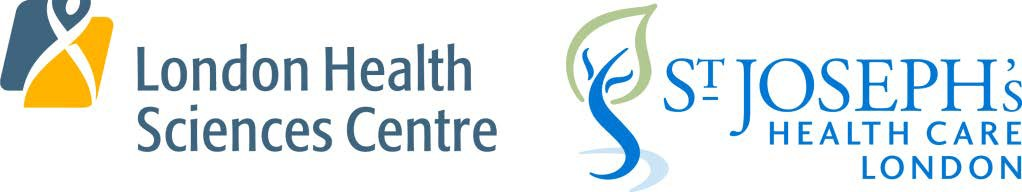 London Health
Sciences Centre
ST JOSEPH'S
HEALTH CARE
LONDON